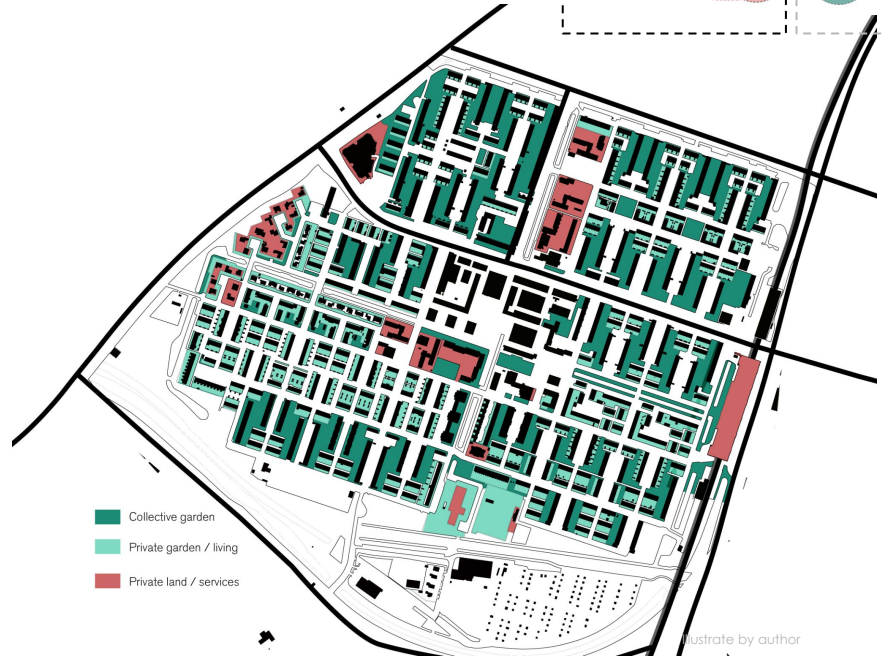 Collective garden
Private garden / living
Private land / services
llustrate by author